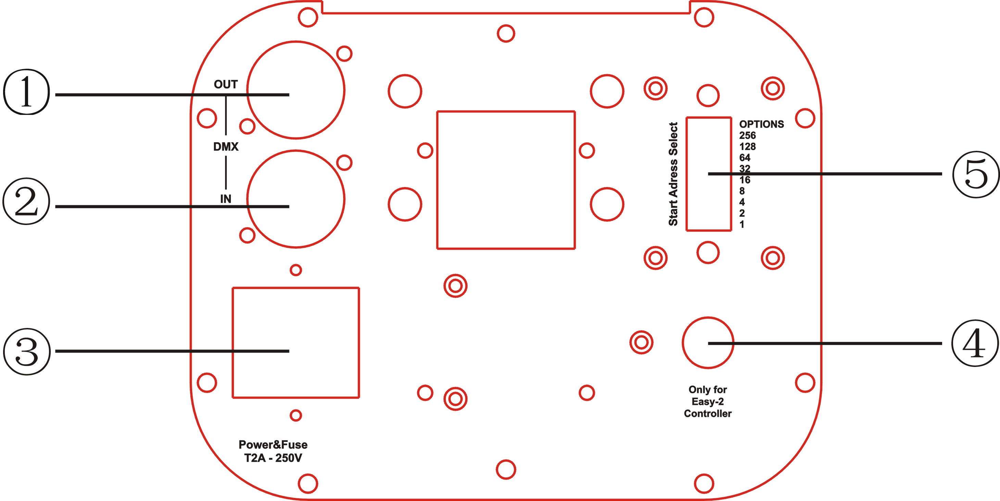 1
OUT
DMX
2
IN
3
Power&Fuse
T2A - 250V
Start Adress Select
OPTIONS
256
128
64
32
16
8
4
2
1
5
4
Only for
Easy-2
Controller